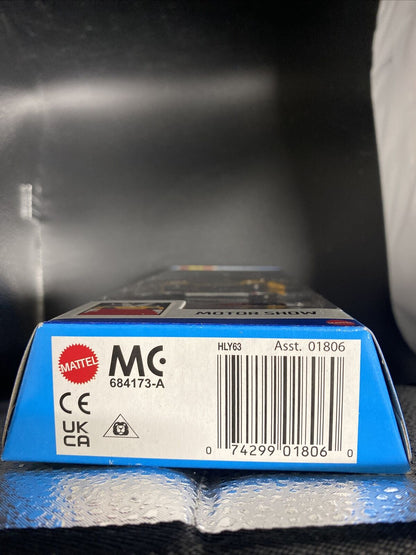 MOTOR SHOW
MATTEL
MC
684173-A
CE
UK
CA
HLY63 Asst. 01806
0 74299 01806 0